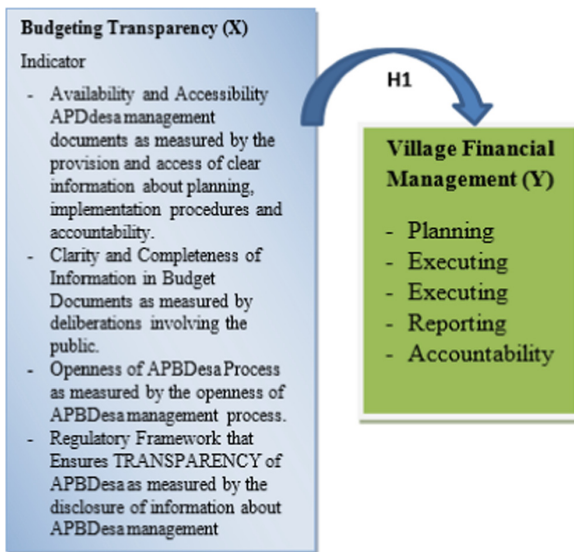 Budgeting Transparency (X)
Indicator
- Availability and Accessibility
APDdesa management
documents as measured by the
provision and access of clear
information about planning,
implementation procedures and
accountability.
- Clarity and Completeness of
Information in Budget
Documents as measured by
deliberations involving the
public.
- Openness of APBDesa Process
as measured by the openness of
APBDesa management process.
- Regulatory Framework that
Ensures TRANSPARENCY of
APBDesa as measured by the
disclosure of information about
APBDesa management
H1
Village Financial
Management (Y)
- Planning
- Executing
- Executing
- Reporting
- Accountability